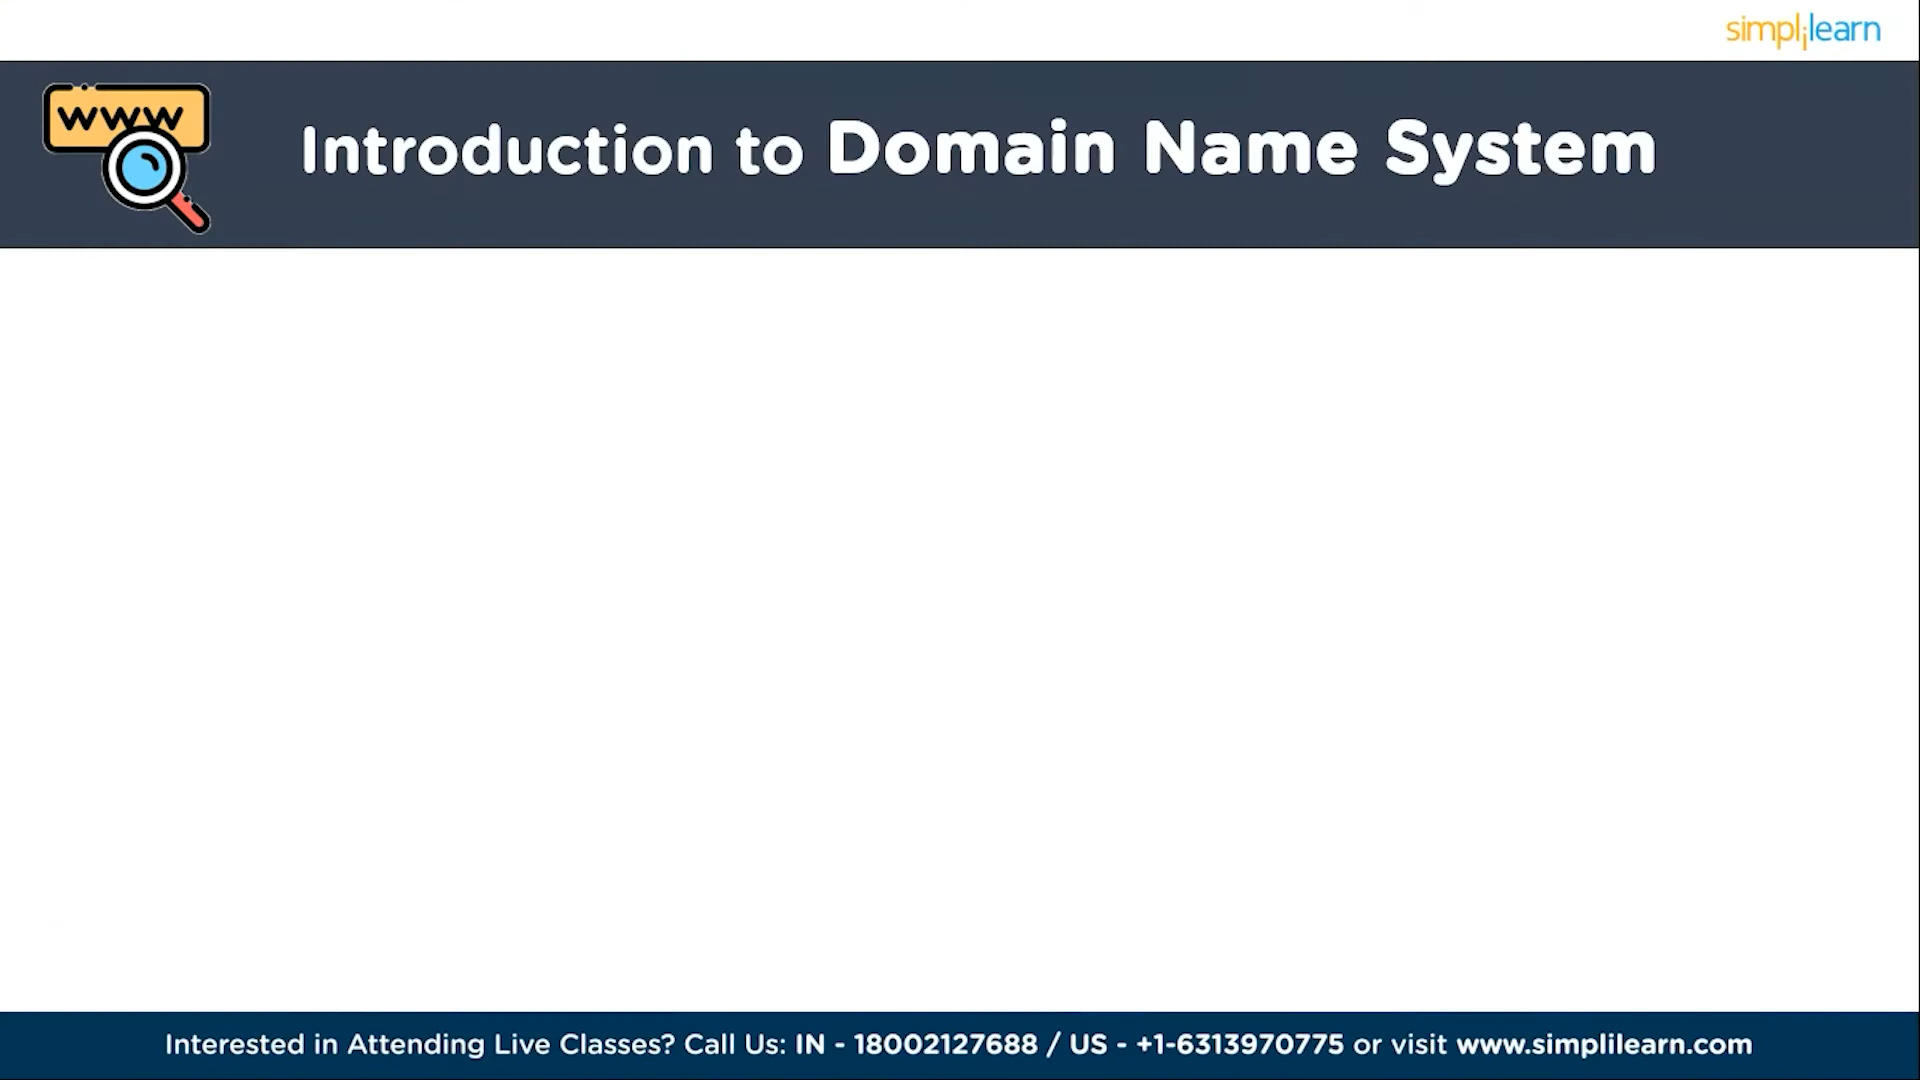 simplilearn
www
Introduction to Domain Name System
Interested in Attending Live Classes? Call Us: IN - 18002127688 / US - +1-6313970775 or visit www.simplilearn.com